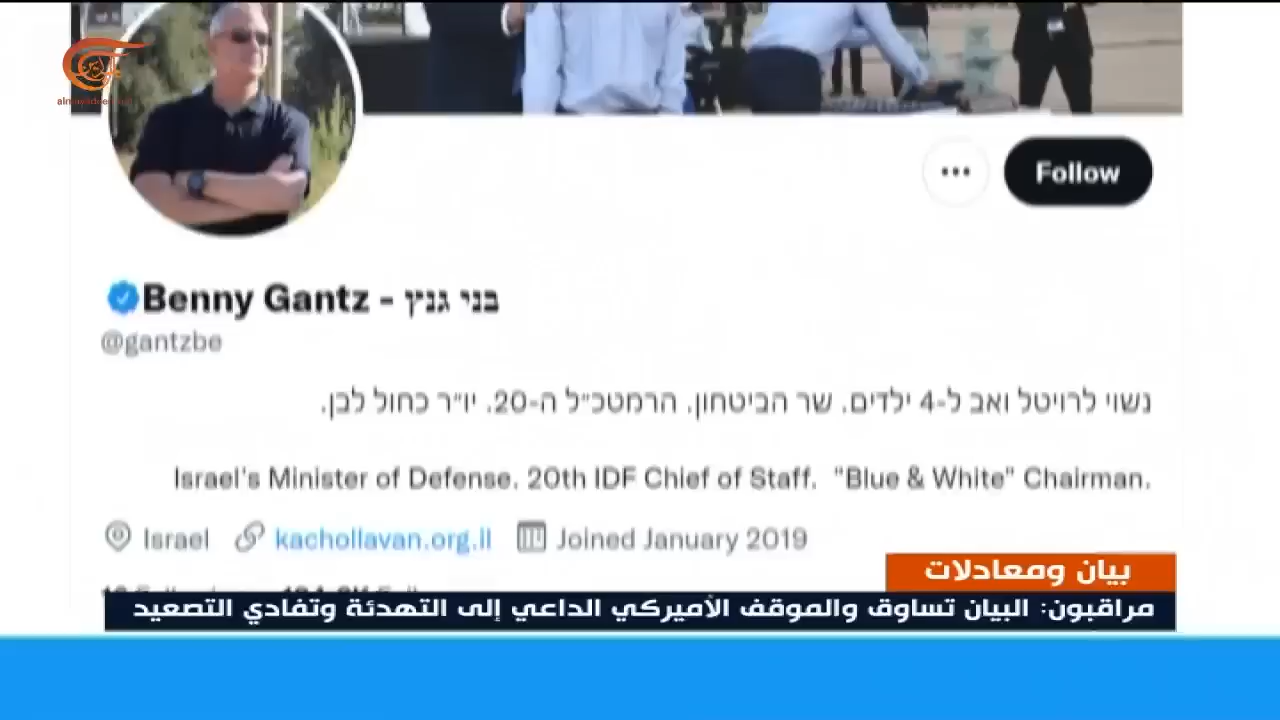 الميادين
Follow
Benny Gantz - בני גנץ
@gantzbe
נשוי לרויטל ואב ל-4 ילדים. שר הביטחון. הרמטכ״ל ה-20. יו״ר כחול לבן.
Israel's Minister of Defense. 20th IDF Chief of Staff. "Blue & White" Chairman.
Israel kachollavan.org.il Joined January 2019
بيان ومعادلات
مراقبون: البيان تساوق والموقف الأميركي الداعي إلى التهدئة وتفادي التصعيد